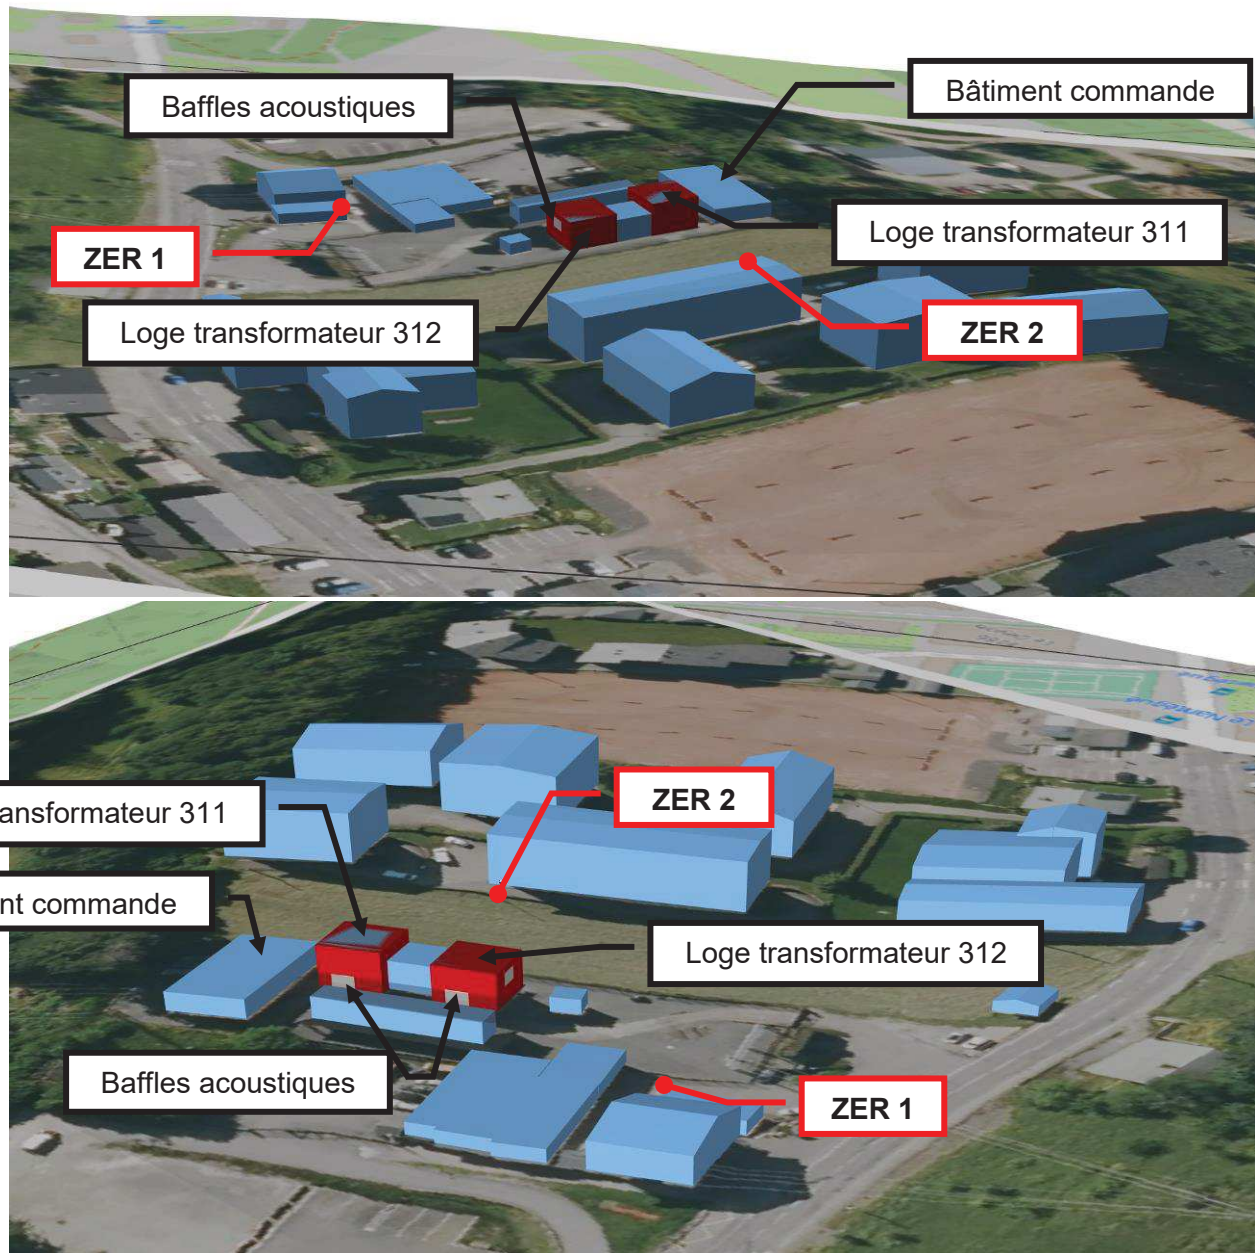 Baffles acoustiques
Bâtiment commande
ZER 1
Loge transformateur 311
Loge transformateur 312
ZER 2
ansformateur 311
ZER 2
nt commande
Loge transformateur 312
Baffles acoustiques
ZER 1